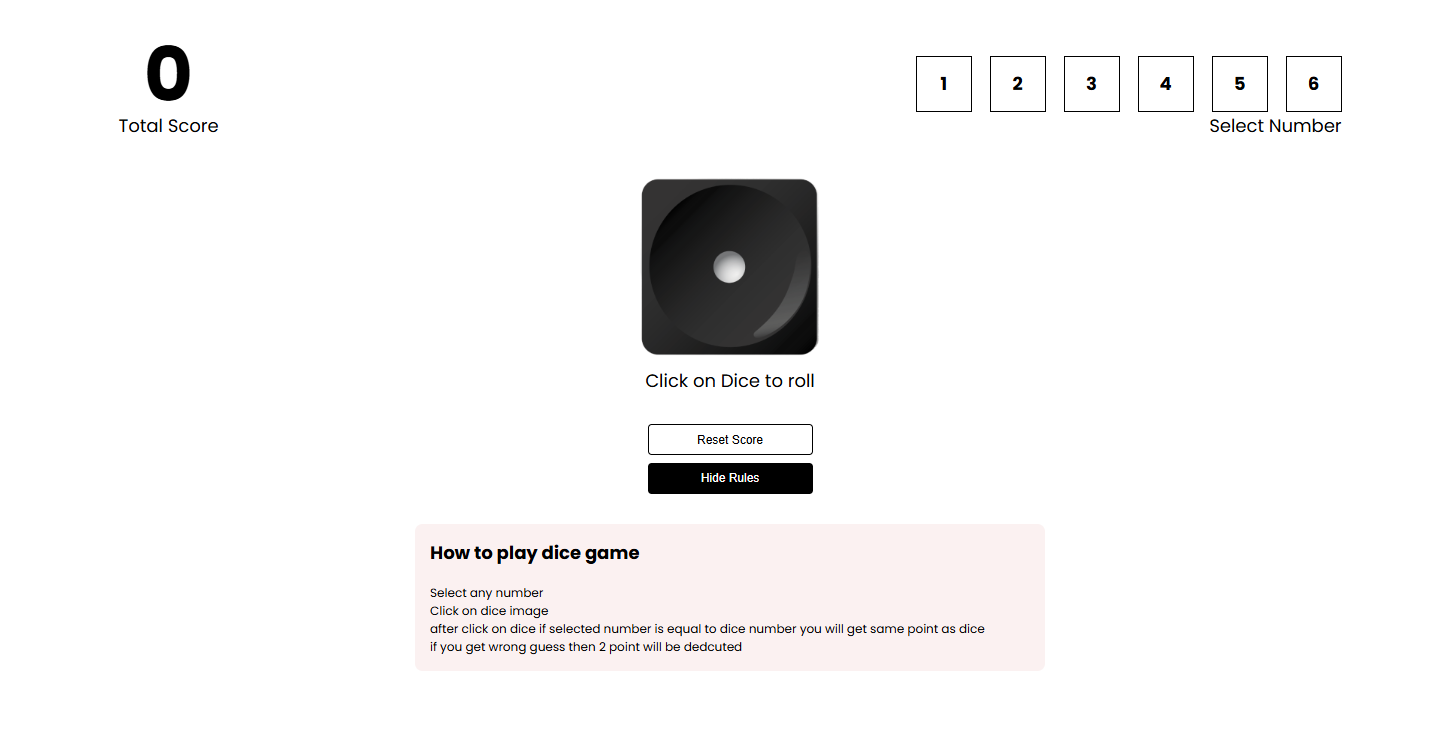 0
Total Score
1 2 3 4 5 6
Select Number
Click on Dice to roll
Reset Score
Hide Rules
How to play dice game
Select any number
Click on dice image
after click on dice if selected number is equal to dice number you will get same point as dice
if you get wrong guess then 2 point will be dedcuted